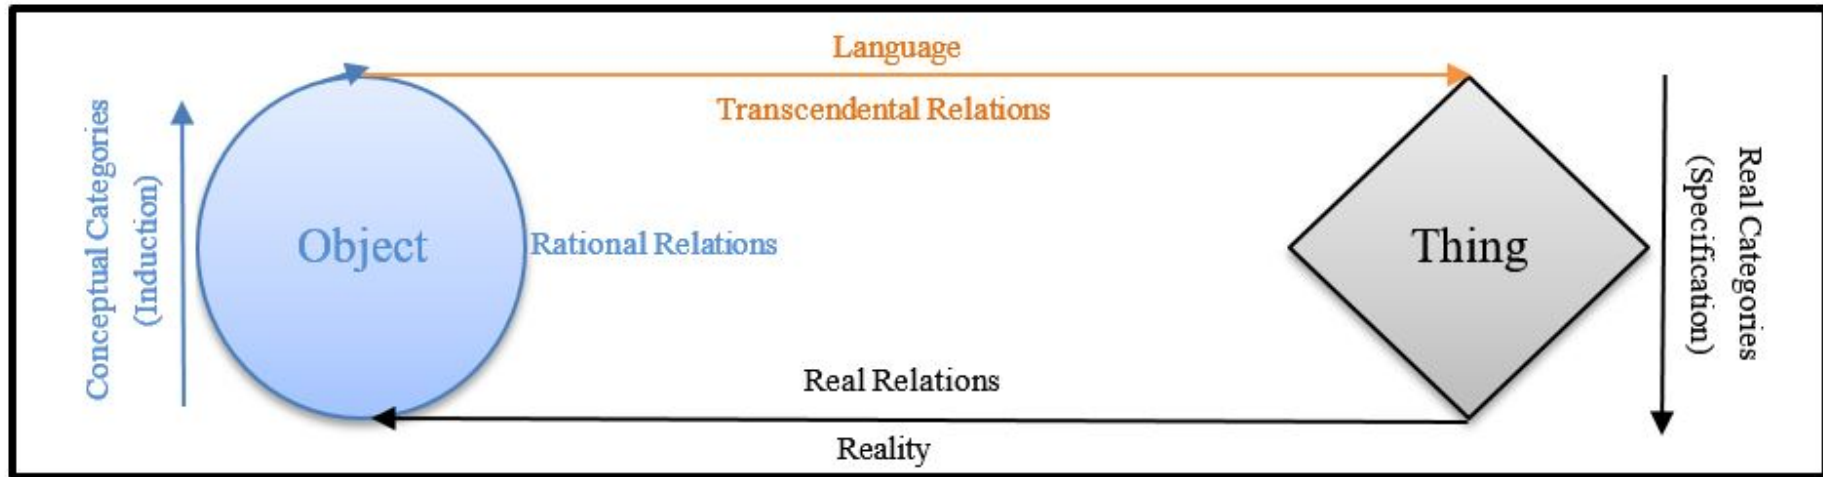 Language
Transcendental Relations
Conceptual Categories
(Induction)
Object
Rational Relations
Thing
Real Categories
(Specification)
Real Relations
Reality